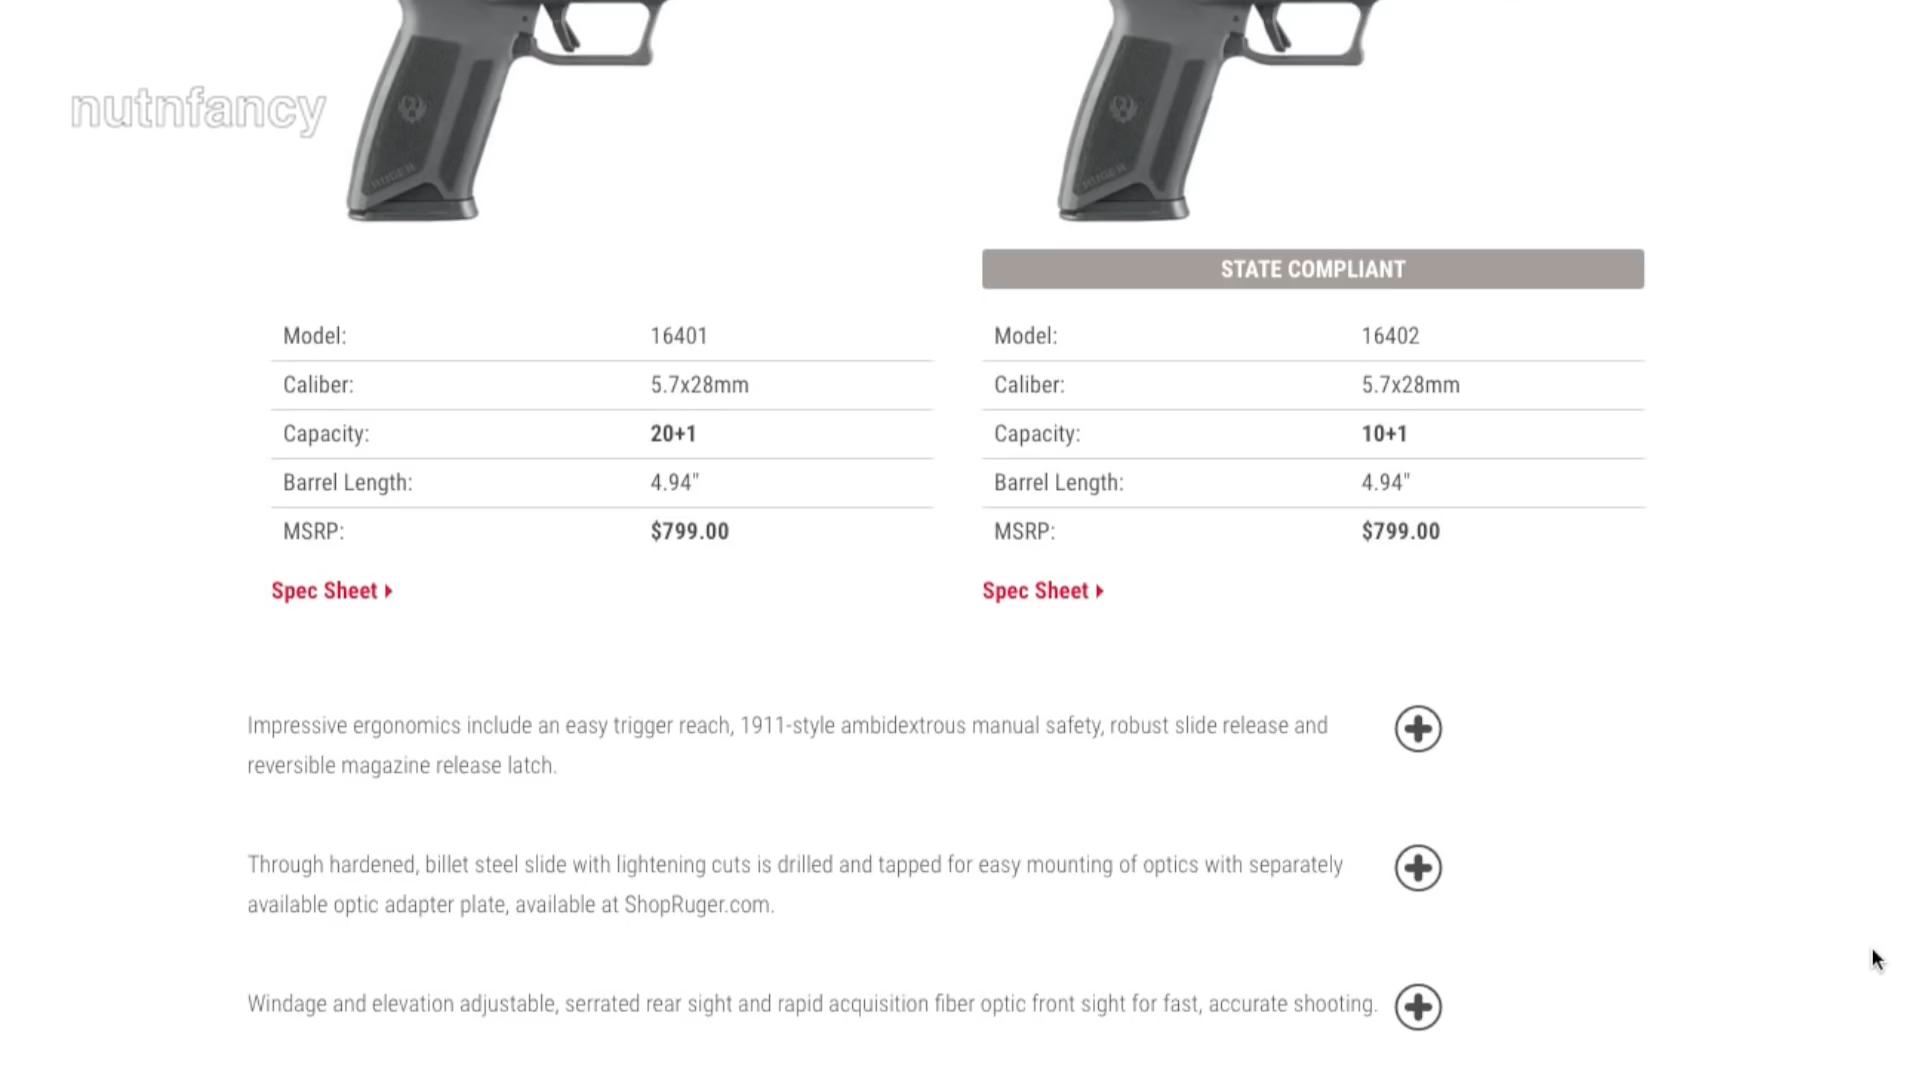 nutnfancy
RUGER
RUGER
STATE COMPLIANT
Model: 16401
Caliber: 5.7x28mm
Capacity: 20+1
Barrel Length: 4.94"
MSRP: $799.00
Spec Sheet
Model: 16402
Caliber: 5.7x28mm
Capacity: 10+1
Barrel Length: 4.94"
MSRP: $799.00
Spec Sheet
Impressive ergonomics include an easy trigger reach, 1911-style ambidextrous manual safety, robust slide release and
reversible magazine release latch.
Through hardened, billet steel slide with lightening cuts is drilled and tapped for easy mounting of optics with separately
available optic adapter plate, available at ShopRuger.com.
Windage and elevation adjustable, serrated rear sight and rapid acquisition fiber optic front sight for fast, accurate shooting.